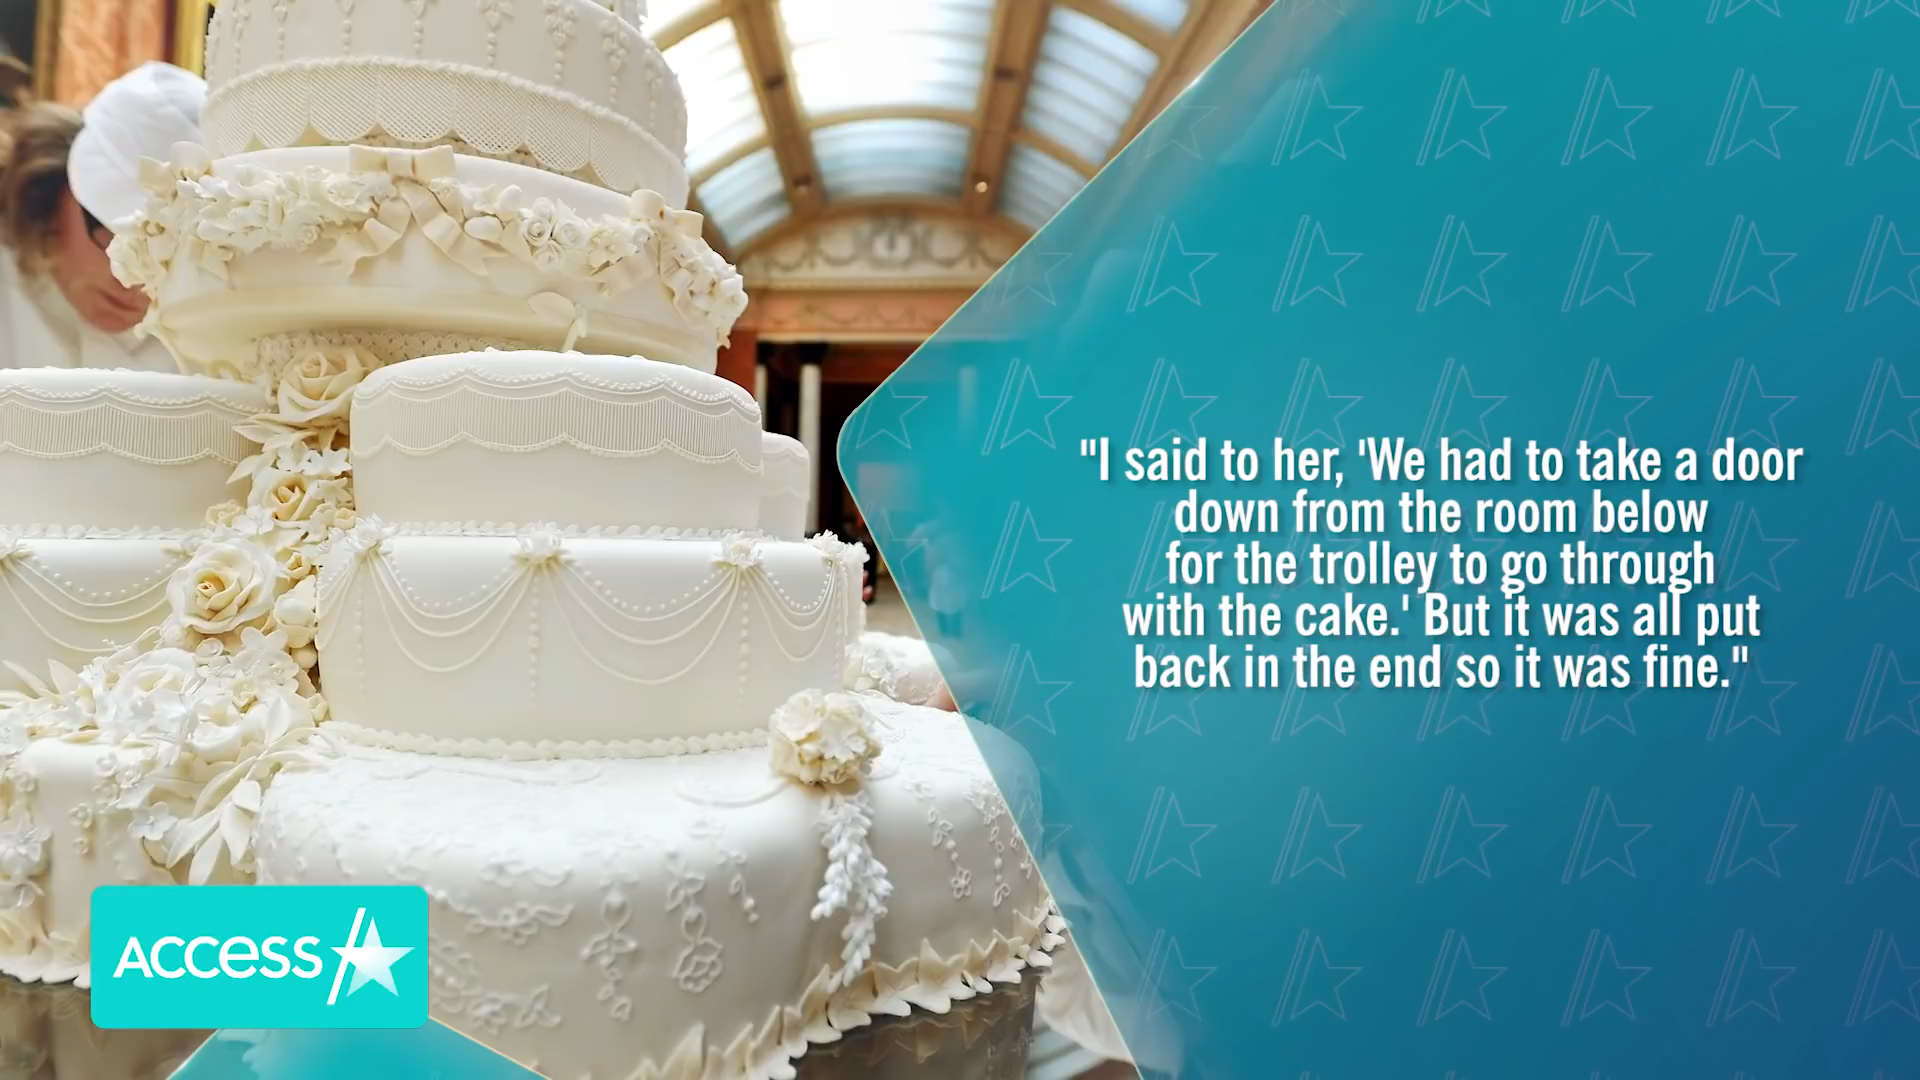 "I said to her, 'We had to take a door
down from the room below
for the trolley to go through
with the cake.' But it was all put
back in the end so it was fine."
ACCESS